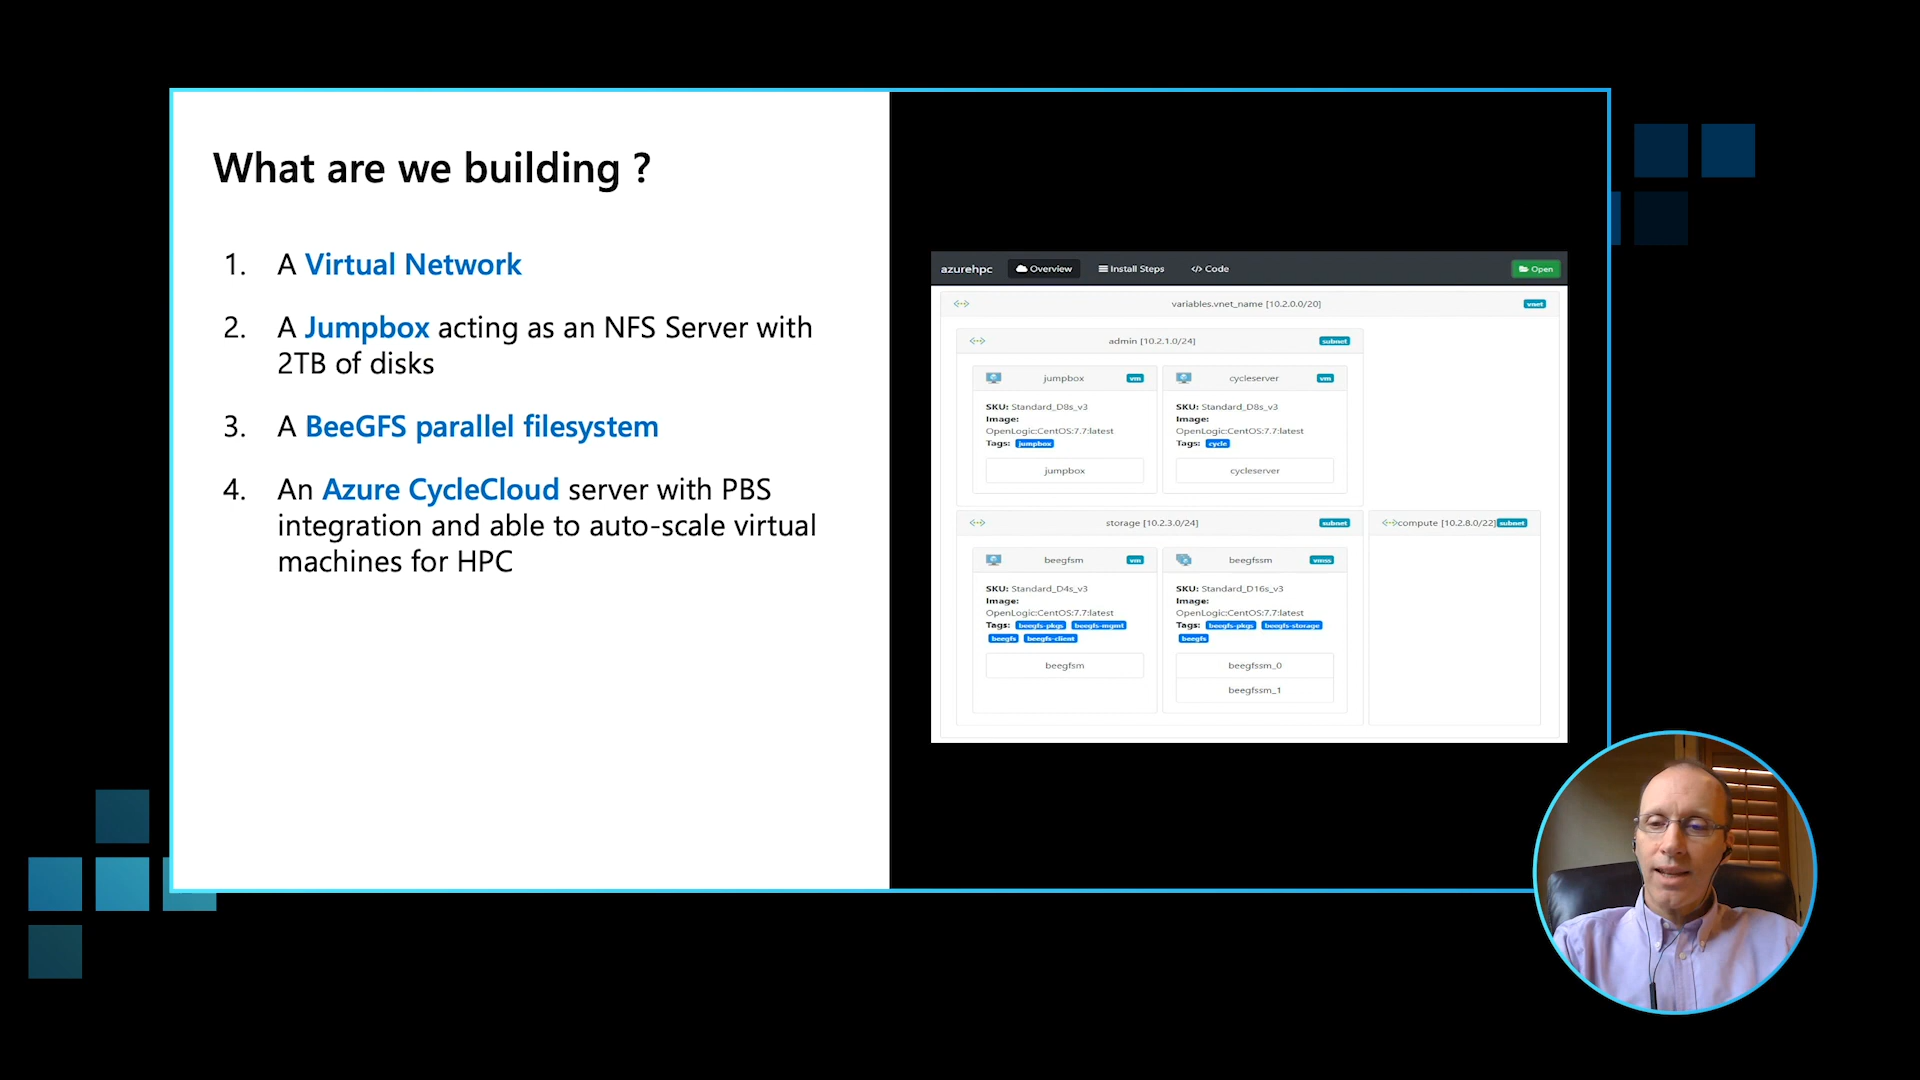 What are we building ?
1. A Virtual Network
2. A Jumpbox acting as an NFS Server with
2TB of disks
3. A BeeGFS parallel filesystem
4. An Azure CycleCloud server with PBS
integration and able to auto-scale virtual
machines for HPC
azurehpc Overview Install Steps </> Code Open
variables.vnet_name [10.2.0.0/20] vnet
admin [10.2.1.0/24] subnet
jumpbox vm
SKU: Standard_D8s_v3
Image:
OpenLogic:CentOS:7.7:latest
Tags: jumpbox
jumpbox
cycleserver vm
SKU: Standard_D8s_v3
Image:
OpenLogic:CentOS:7.7:latest
Tags: cycle
cycleserver
storage [10.2.3.0/24] subnet
beegfsm vm
SKU: Standard_D4s_v3
Image:
OpenLogic:CentOS:7.7:latest
Tags: beegfs-pkgs beegfs-mgmt
beegfs beegfs-client
beegfsm
beegfssm vmss
SKU: Standard_D16s_v3
Image:
OpenLogic:CentOS:7.7:latest
Tags: beegfs-pkgs beegfs-storage
beegfs
beegfssm_0
beegfssm_1
compute [10.2.8.0/22] subnet